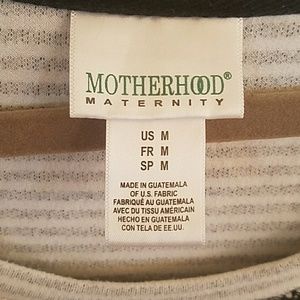 MOTHERHOOD®
MATERNITY
US M
FR M
SP M
MADE IN GUATEMALA
OF U.S. FABRIC
FABRIQUÉ AU GUATEMALA
AVEC DU TISSU AMÉRICAIN
HECHO EN GUATEMALA
CON TELA DE EE.UU.